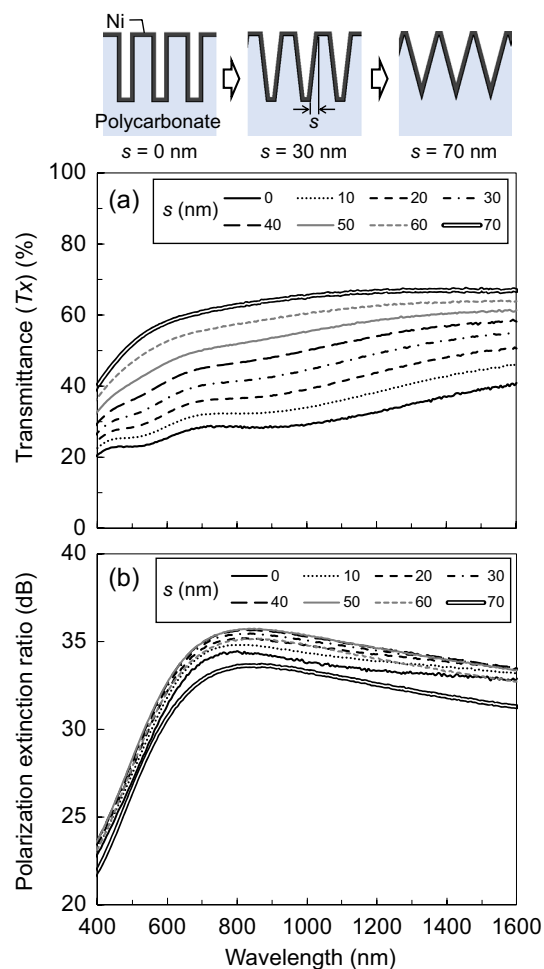 Ni
Polycarbonate
s
s = 0 nm
s = 30 nm
s = 70 nm
(a)
s (nm)
0
10
20
30
40
50
60
70
Transmittance (Tx) (%)
100
80
60
40
20
0
(b)
s (nm)
0
10
20
30
40
50
60
70
Polarization extinction ratio (dB)
40
35
30
25
20
400
600
800
1000
1200
1400
1600
Wavelength (nm)